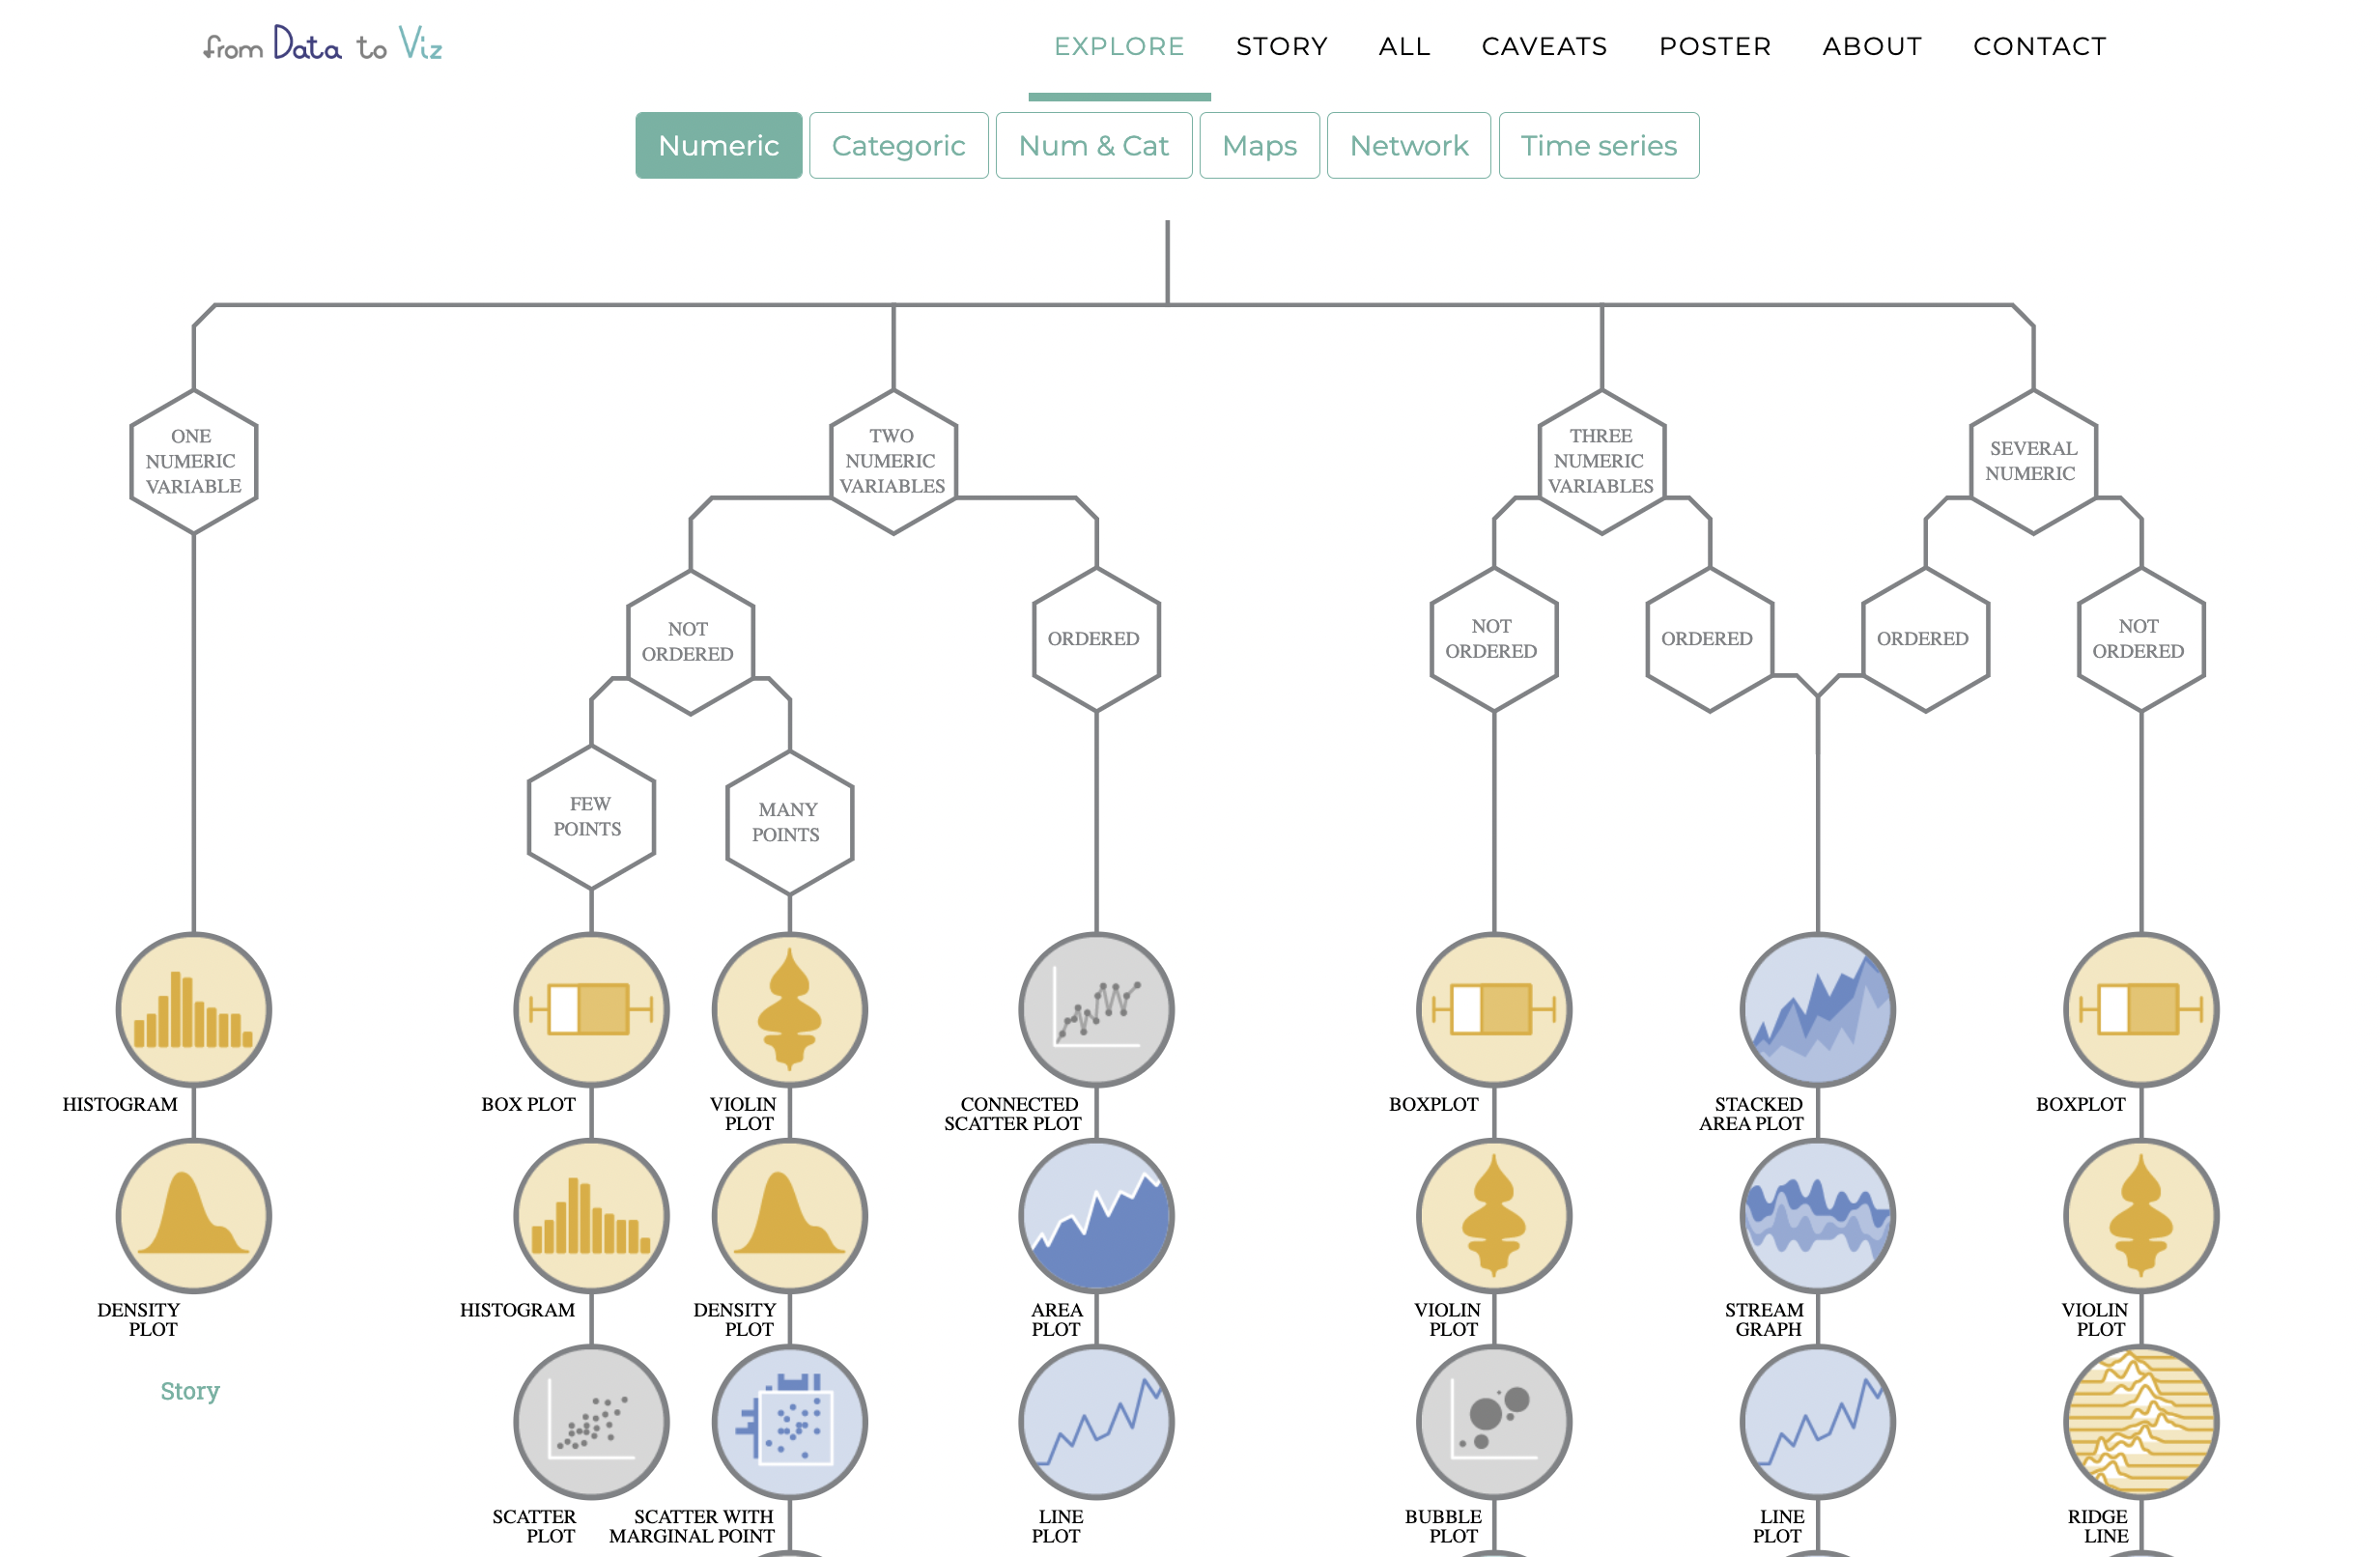 from Data to Viz
EXPLORE STORY ALL CAVEATS POSTER ABOUT CONTACT
Numeric Categoric Num & Cat Maps Network Time series
ONE
NUMERIC
VARIABLE
TWO
NUMERIC
VARIABLES
THREE
NUMERIC
VARIABLES
SEVERAL
NUMERIC
NOT
ORDERED
ORDERED
NOT
ORDERED
ORDERED
ORDERED
NOT
ORDERED
FEW
POINTS
MANY
POINTS
HISTOGRAM
BOX PLOT
VIOLIN
PLOT
CONNECTED
SCATTER PLOT
BOXPLOT
STACKED
AREA PLOT
BOXPLOT
DENSITY
PLOT
HISTOGRAM
DENSITY
PLOT
AREA
PLOT
VIOLIN
PLOT
STREAM
GRAPH
VIOLIN
PLOT
Story
SCATTER
PLOT
SCATTER WITH
MARGINAL POINT
LINE
PLOT
BUBBLE
PLOT
LINE
PLOT
RIDGE
LINE